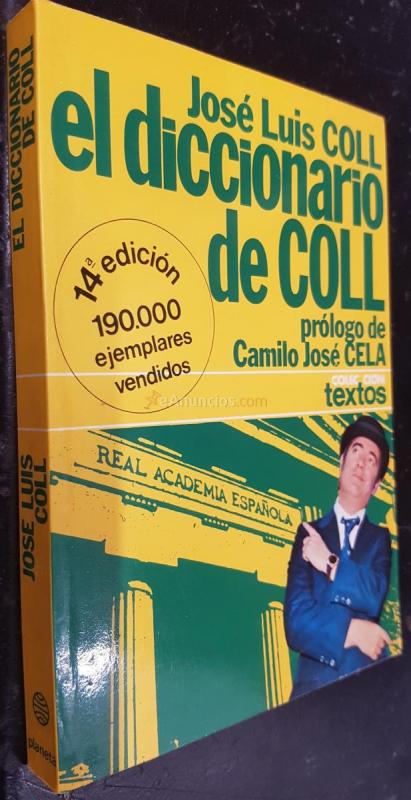 José Luis COLL
el diccionario
de COLL
prólogo de
Camilo José CELA
COLECCIÓN
textos
14ª edición
190.000
ejemplares
vendidos
REAL ACADEMIA ESPAÑOLA
EL DICCIONARIO
DE COLL
JOSE LUIS
COLL
planeta
eAnuncios.com